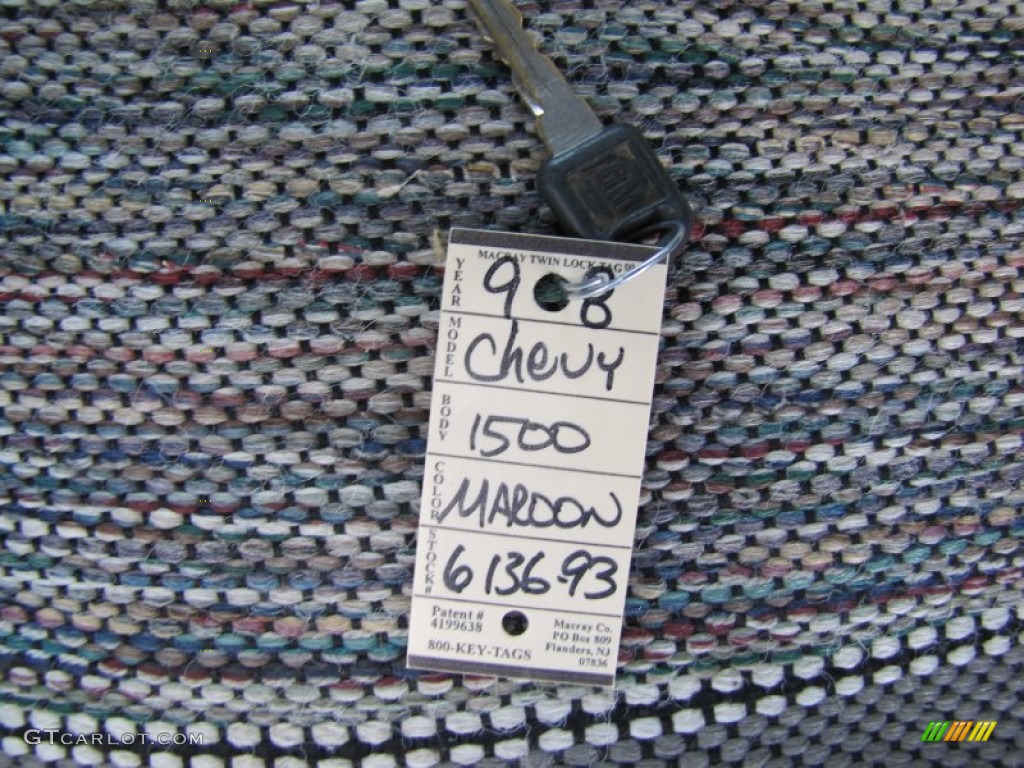 GM
MACRAY TWIN LOCK TAG
YEAR 98
MODEL Chevy
BODY 1500
COLOR MAROON
STOCK# 6136-93
Patent #
4199638
800-KEY-TAGS
Macray Co.
PO Box 809
Flanders, NJ
07836
GTCARLOT.COM